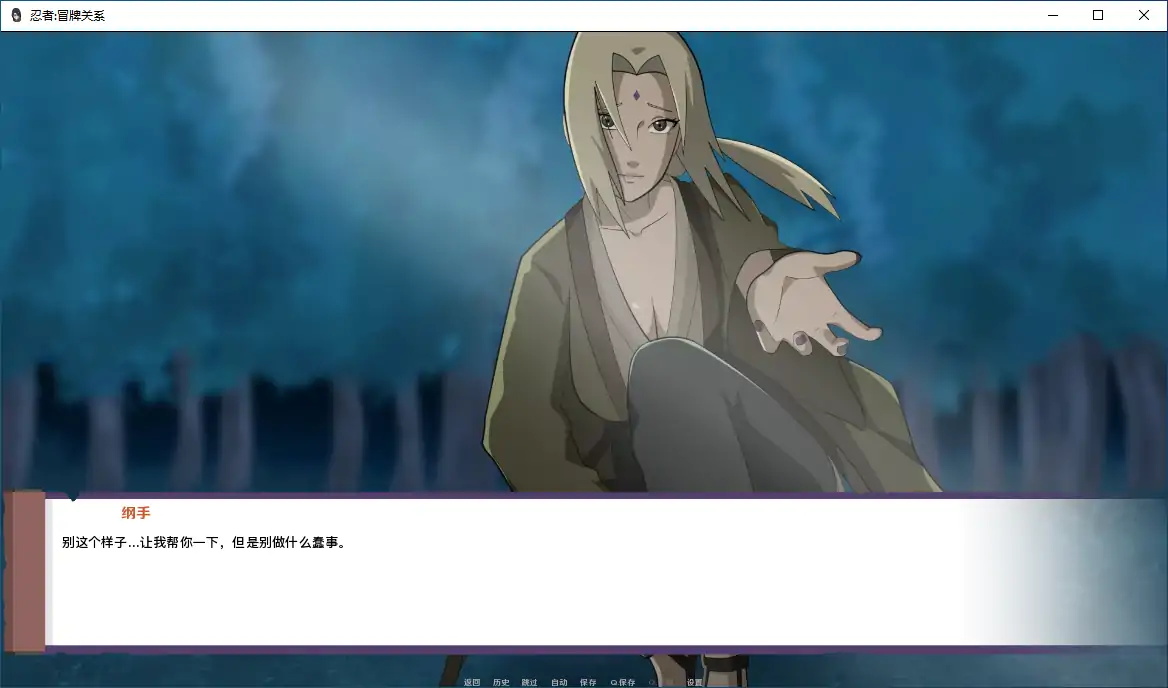 忍者:冒牌关系
纲手
别这个样子...让我帮你一下，但是别做什么蠢事。
返回 历史 跳过 自动 保存 Q.保存 设置